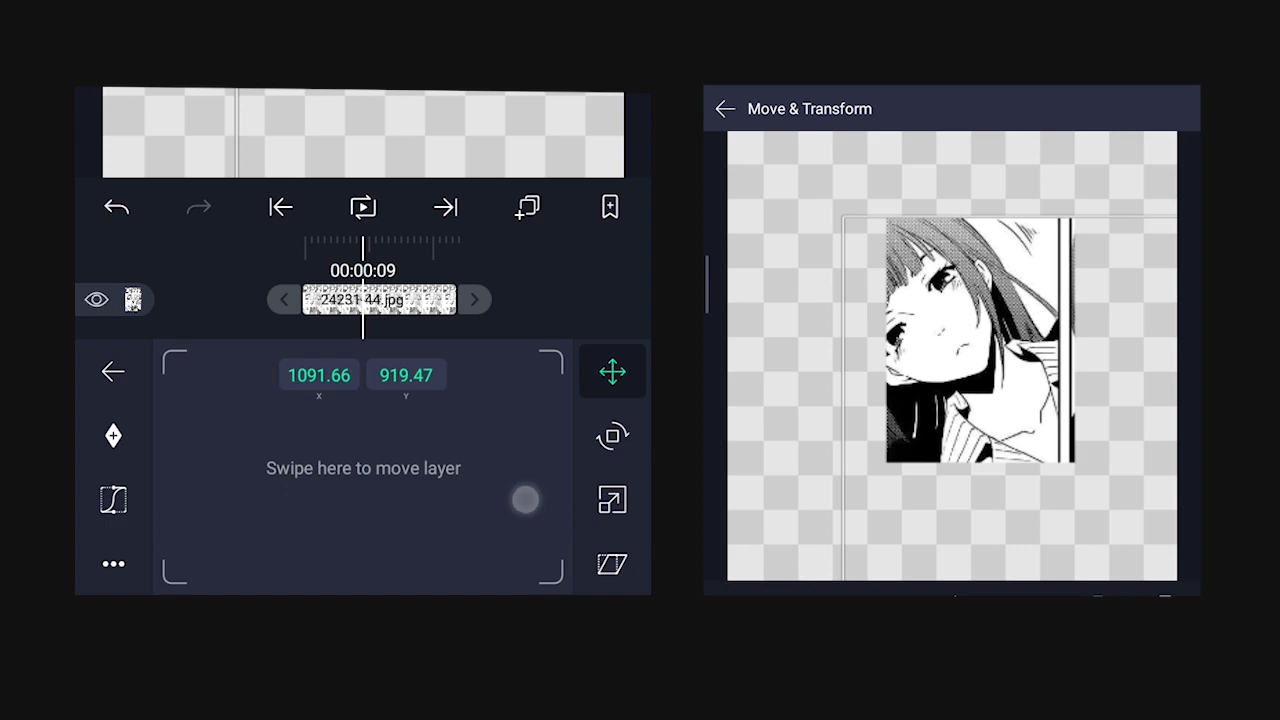 00:00:09
24231 44.jpg
1091.66 919.47
X Y
Swipe here to move layer
Move & Transform